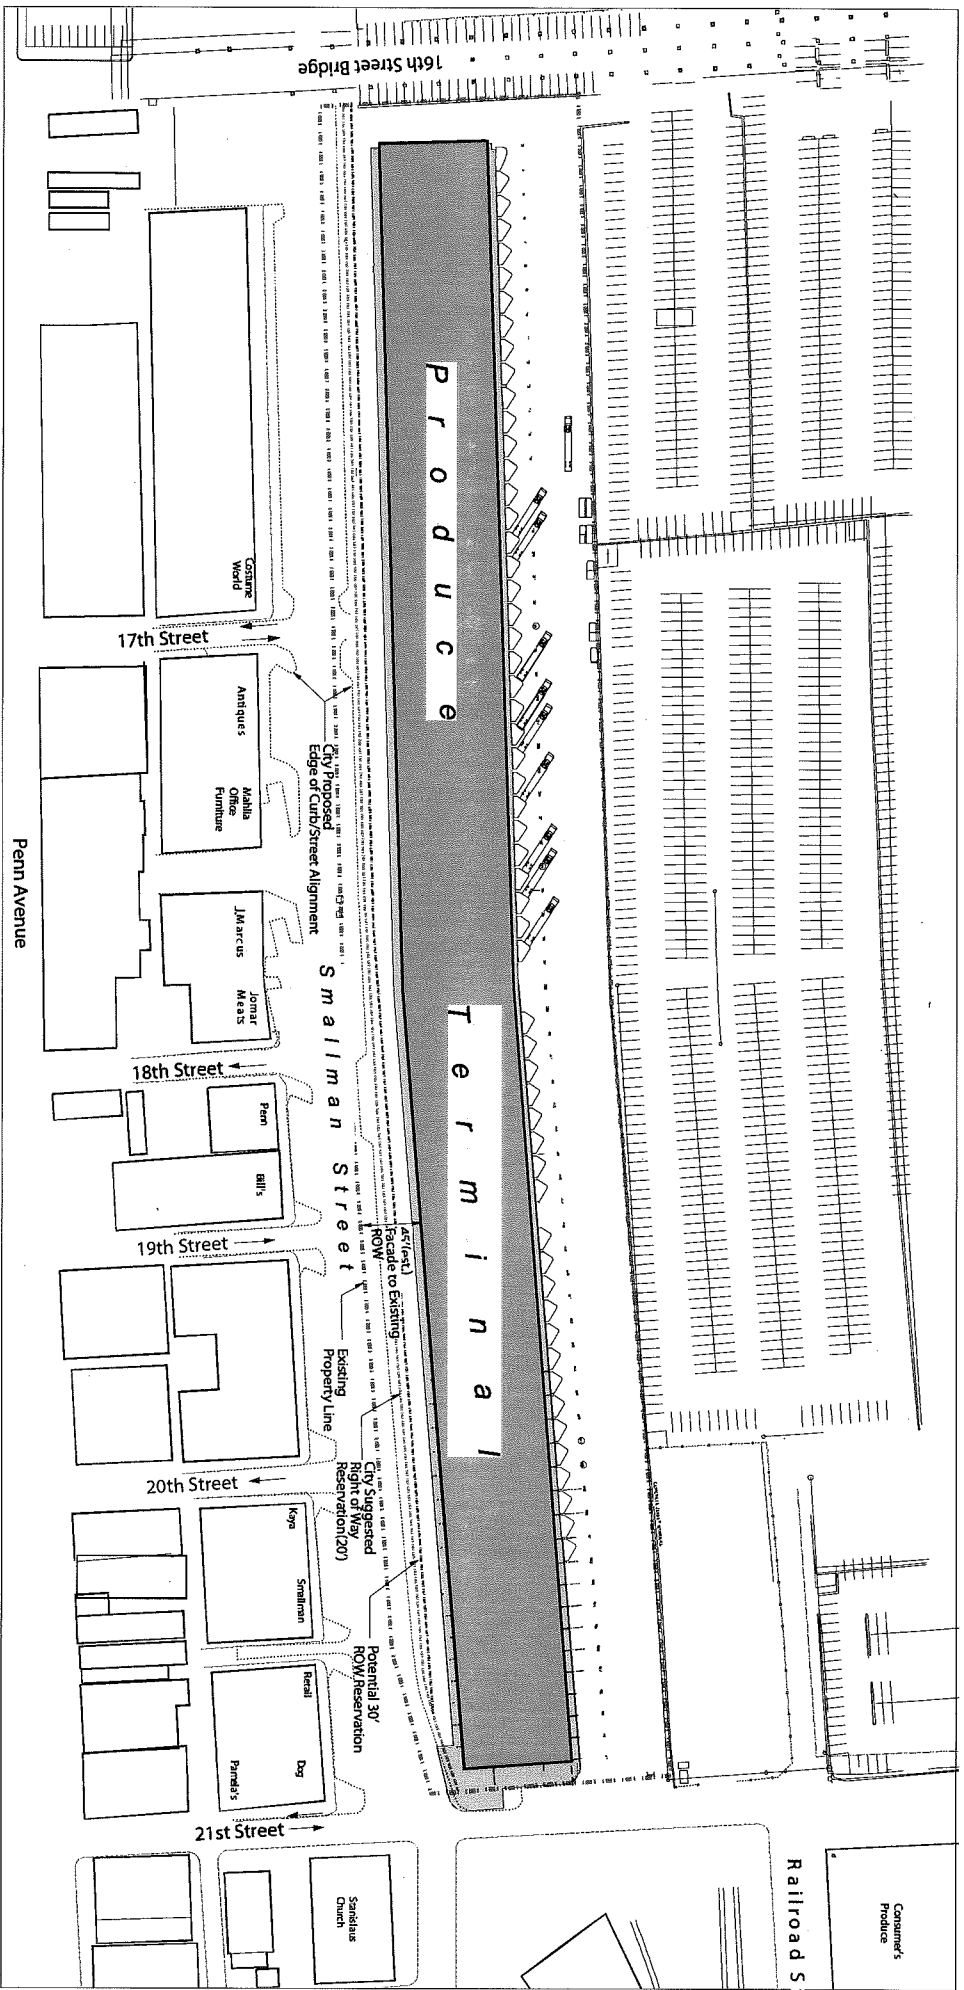 16th Street Bridge
Produce
Terminal
Costume
World
17th Street
Antiques
Mahlia
Office
Furniture
City Proposed
Edge of Curb/Street Alignment
J.Marcus
Jomar
Meats
Smallman Street
18th Street
Penn
Bill's
19th Street
45'(est.)
Facade to Existing
ROW
Existing
Property Line
20th Street
City Suggested
Right of Way
Reservation(20')
Kaya
Smallman
Potential 30'
ROW Reservation
Retail
Dog
Pamela's
21st Street
Stanislaus
Church
Penn Avenue
Railroad S
Consumer's
Produce